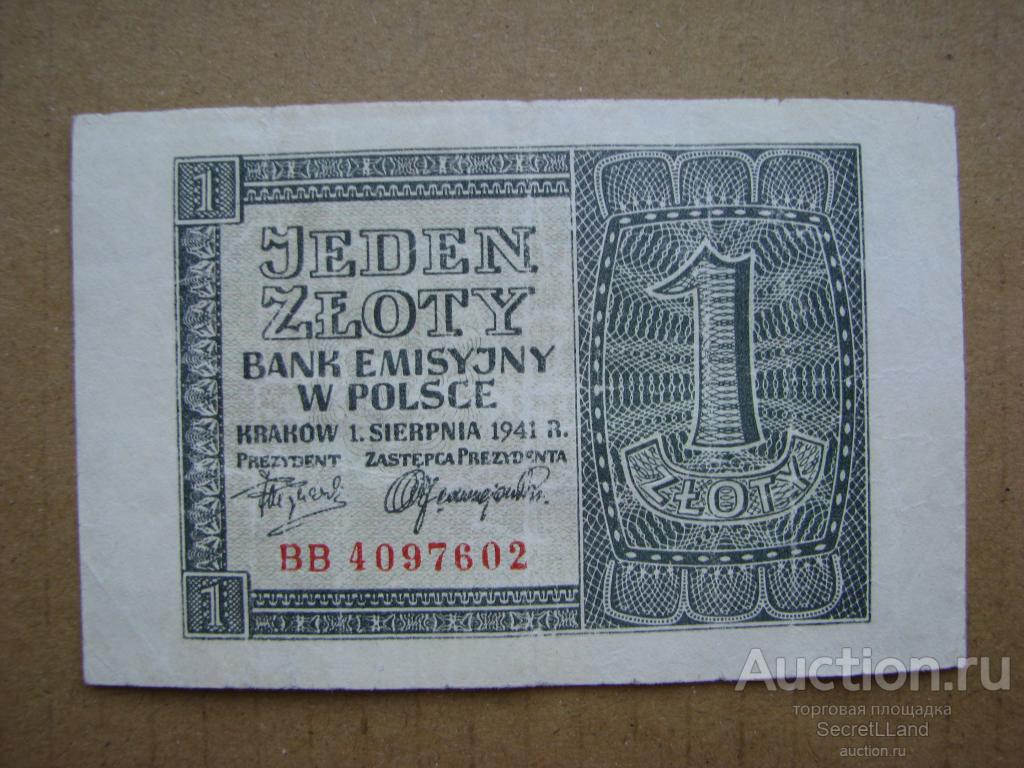 1
JEDEN
ZŁOTY
BANK EMISYJNY
W POLSCE
KRAKÓW 1. SIERPNIA 1941 R.
PREZYDENT ZASTĘPCA PREZYDENTA
BB 4097602
1
1
ZŁOTY
Auction.ru
торговая площадка
SecretLLand
auction.ru